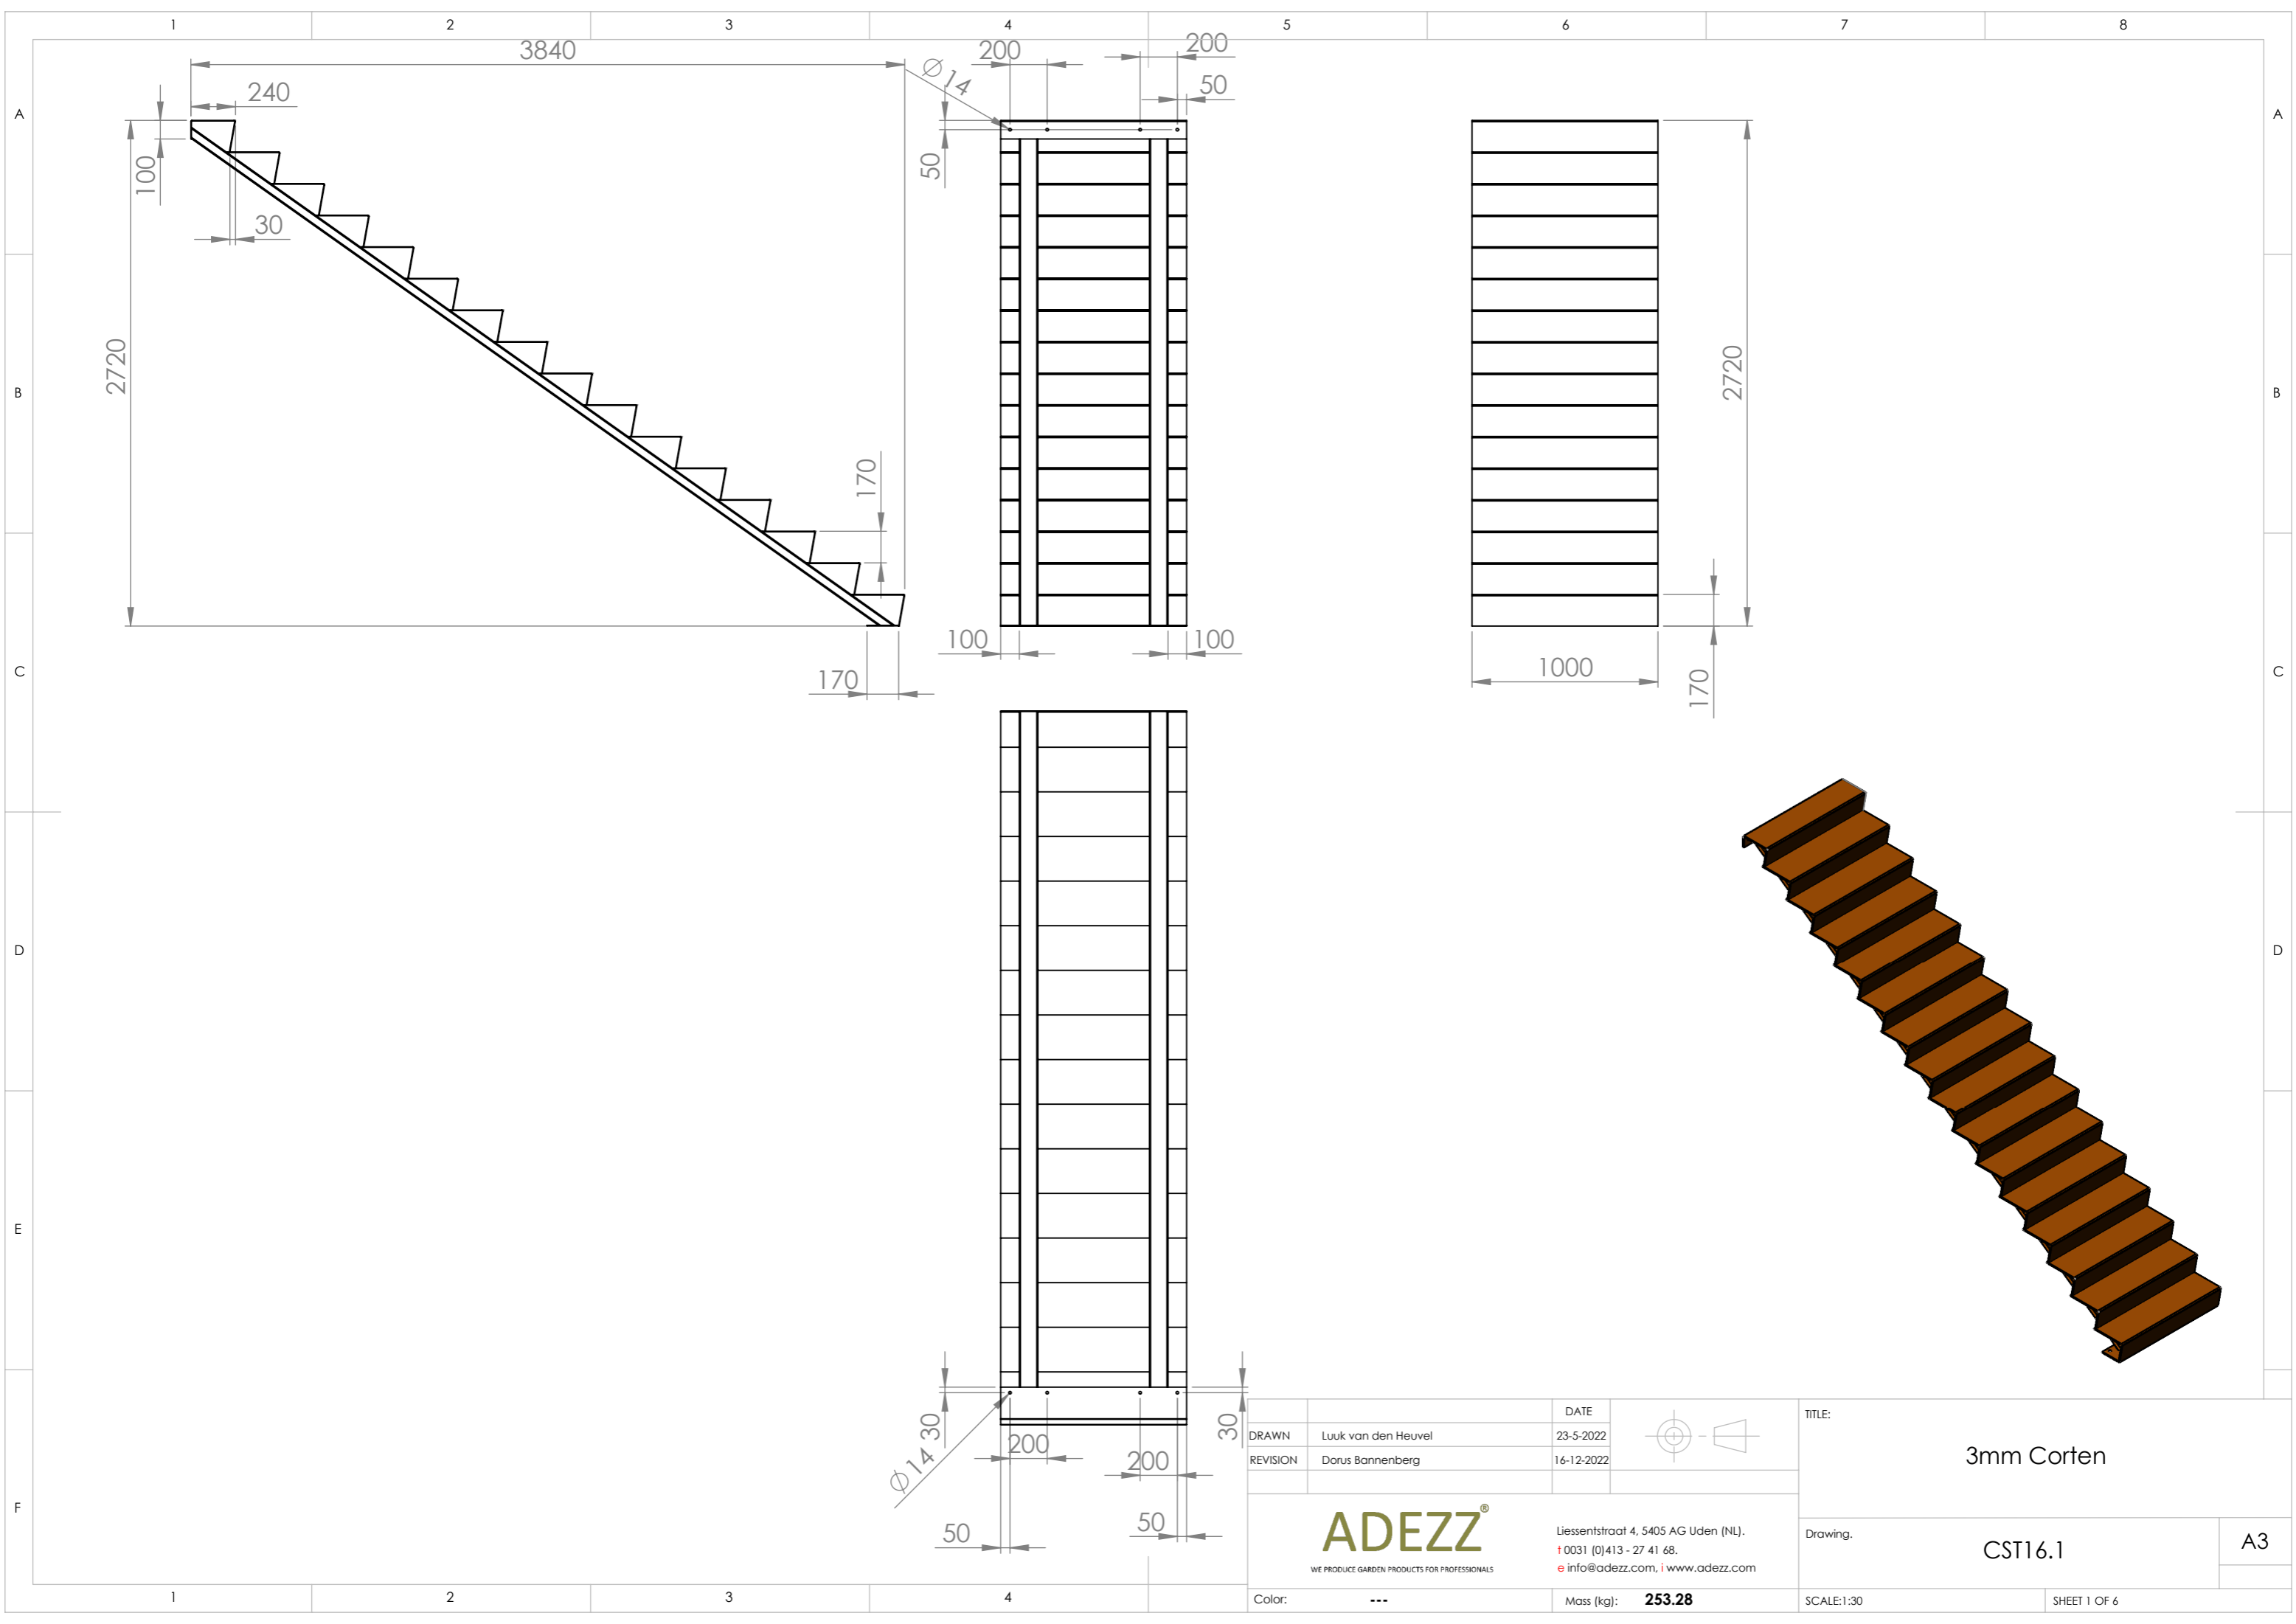 1 2 3 4 5 6 7 8
A A
B B
C C
D D
E
F
3840
240
100
30
2720
170
170
200
200
50
Ø 14
50
100
100
2720
1000
170
30
30
Ø 14
200
200
50
50
DATE
DRAWN Luuk van den Heuvel 23-5-2022
REVISION Dorus Bannenberg 16-12-2022
TITLE:
3mm Corten
ADEZZ®
WE PRODUCE GARDEN PRODUCTS FOR PROFESSIONALS
Liessentstraat 4, 5405 AG Uden (NL).
t 0031 (0)413 - 27 41 68.
e info@adezz.com, i www.adezz.com
Drawing.
CST16.1
A3
Color: ---
Mass (kg): 253.28
SCALE:1:30
SHEET 1 OF 6
1 2 3 4